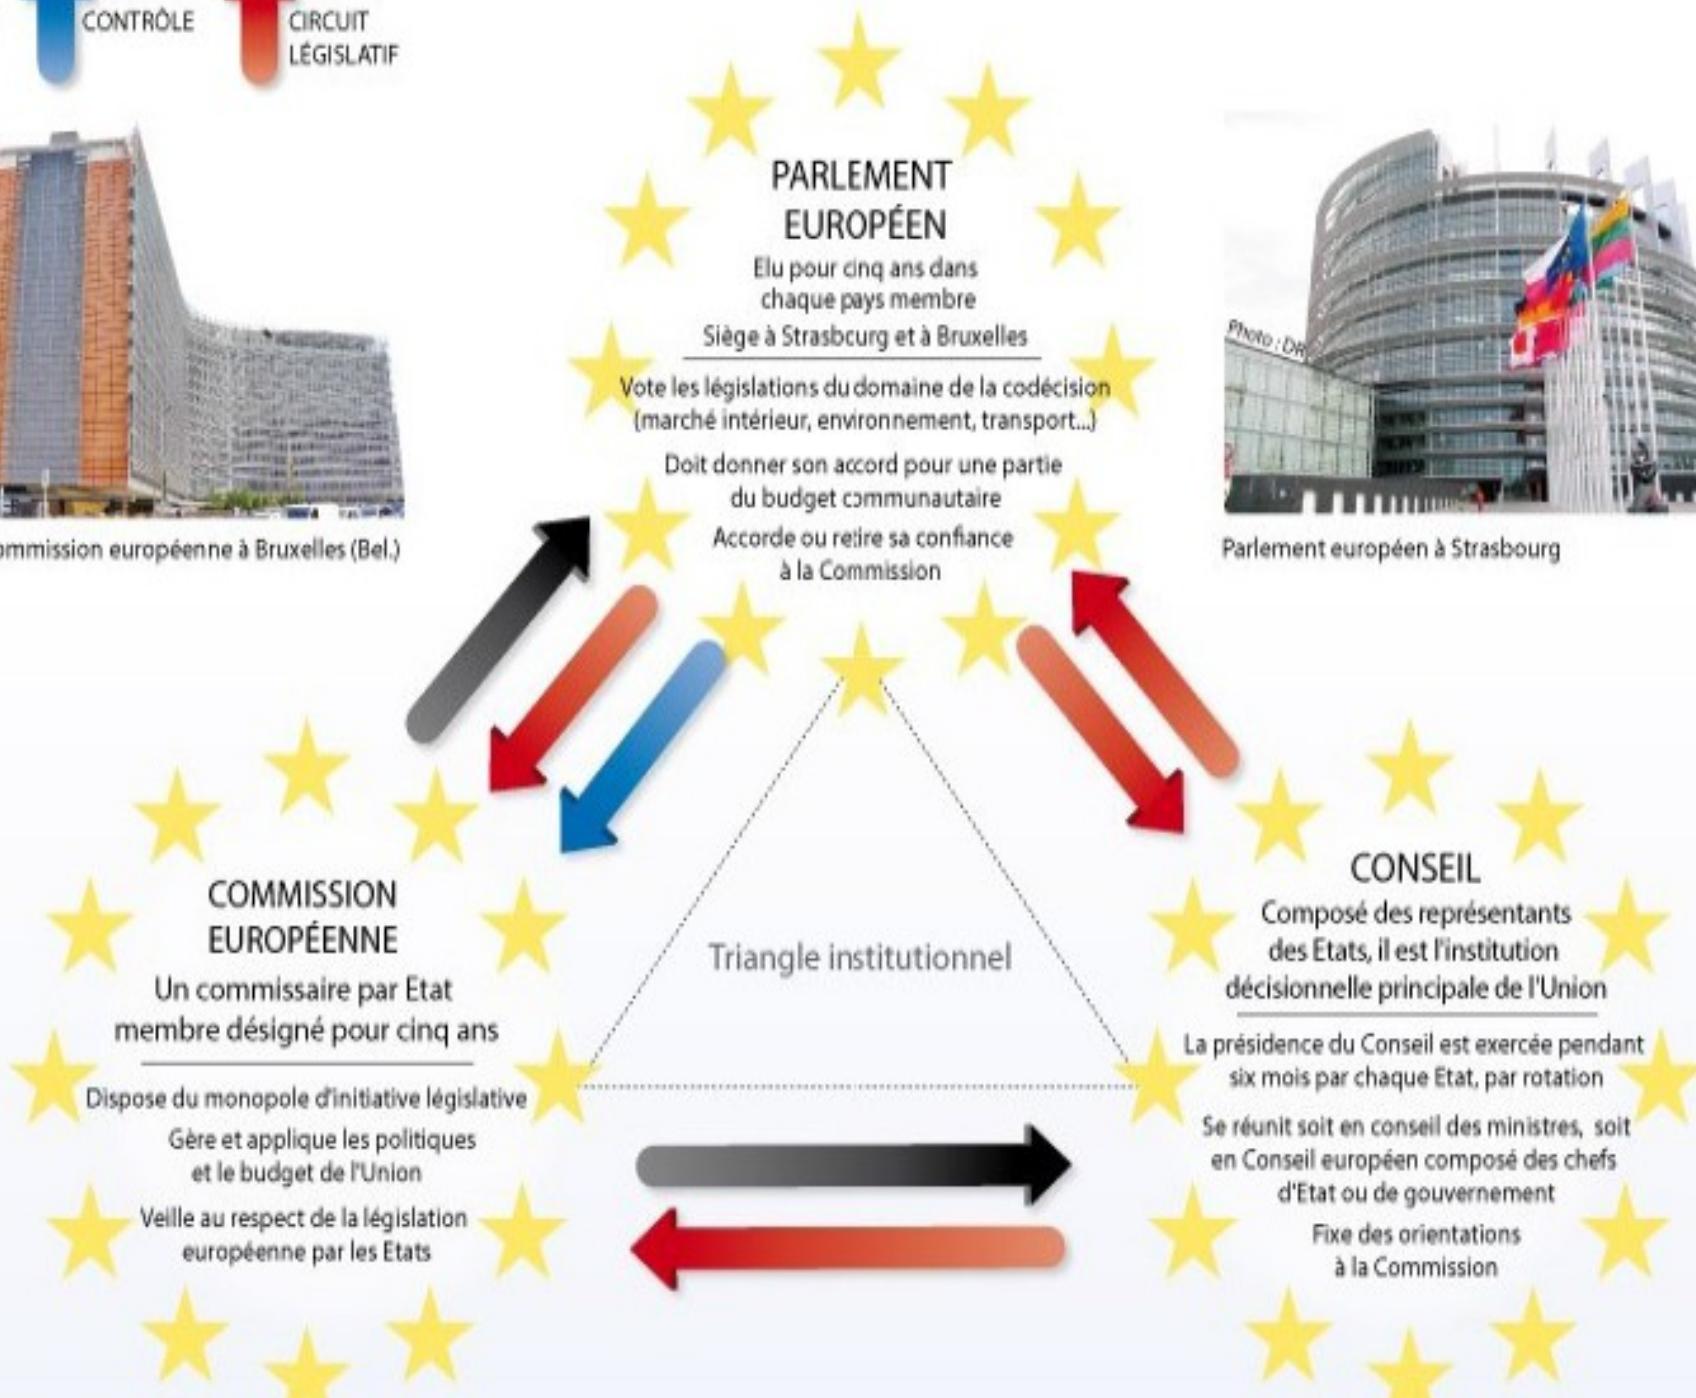 CONTRÔLE
CIRCUIT
LÉGISLATIF
PARLEMENT
EUROPÉEN
Elu pour cinq ans dans
chaque pays membre
Siège à Strasbourg et à Bruxelles
Vote les législations du domaine de la codécision
(marché intérieur, environnement, transport...)
Doit donner son accord pour une partie
du budget communautaire
Accorde ou retire sa confiance
à la Commission
Photo : DR
ommission européenne à Bruxelles (Bel.)
Parlement européen à Strasbourg
COMMISSION
EUROPÉENNE
Un commissaire par Etat
membre désigné pour cinq ans
Dispose du monopole d'initiative législative
Gère et applique les politiques
et le budget de l'Union
Veille au respect de la législation
européenne par les Etats
Triangle institutionnel
CONSEIL
Composé des représentants
des Etats, il est l'institution
décisionnelle principale de l'Union
La présidence du Conseil est exercée pendant
six mois par chaque Etat, par rotation
Se réunit soit en conseil des ministres, soit
en Conseil européen composé des chefs
d'Etat ou de gouvernement
Fixe des orientations
à la Commission